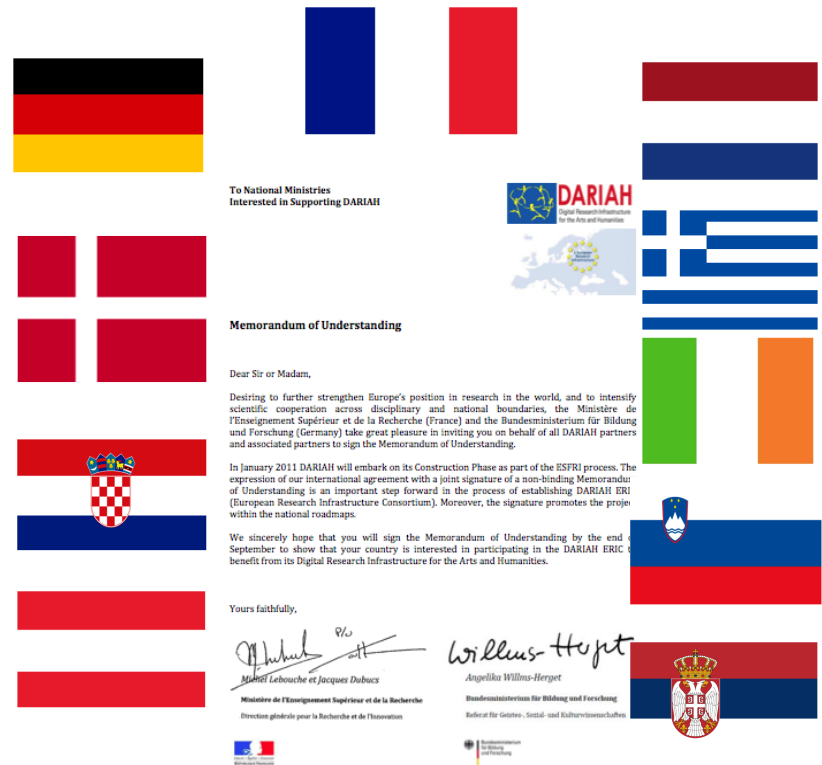 To National Ministries
Interested in Supporting DARIAH
DARIAH
Digital Research Infrastructure
for the Arts and Humanities
Memorandum of Understanding
Dear Sir or Madam,
Desiring to further strengthen Europe's position in research in the world, and to intensify
scientific cooperation across disciplinary and national boundaries, the Ministère de
l'Enseignement Supérieur et de la Recherche (France) and the Bundesministerium für Bildung
und Forschung (Germany) take great pleasure in inviting you on behalf of all DARIAH partners
and associated partners to sign the Memorandum of Understanding.
In January 2011 DARIAH will embark on its Construction Phase as part of the ESFRI process. The
expression of our international agreement with a joint signature of a non-binding Memorandum
of Understanding is an important step forward in the process of establishing DARIAH ERI
(European Research Infrastructure Consortium). Moreover, the signature promotes the projec
within the national roadmaps.
We sincerely hope that you will sign the Memorandum of Understanding by the end
September to show that your country is interested in participating in the DARIAH ERIC
benefit from its Digital Research Infrastructure for the Arts and Humanities.
Yours faithfully,
Willms-Herget
Michel Lebouche et Jacques Dubucs
Ministère de l'Enseignement Supérieur et de la Recherche
Direction générale pour la Recherche et de l'Innovation
Angelika Willms-Herget
Bundesministerium für Bildung und Forschung
Referat für Geistes-, Sozial- und Kulturwissenschaften
Bundesministerium
für Bildung
und Forschung